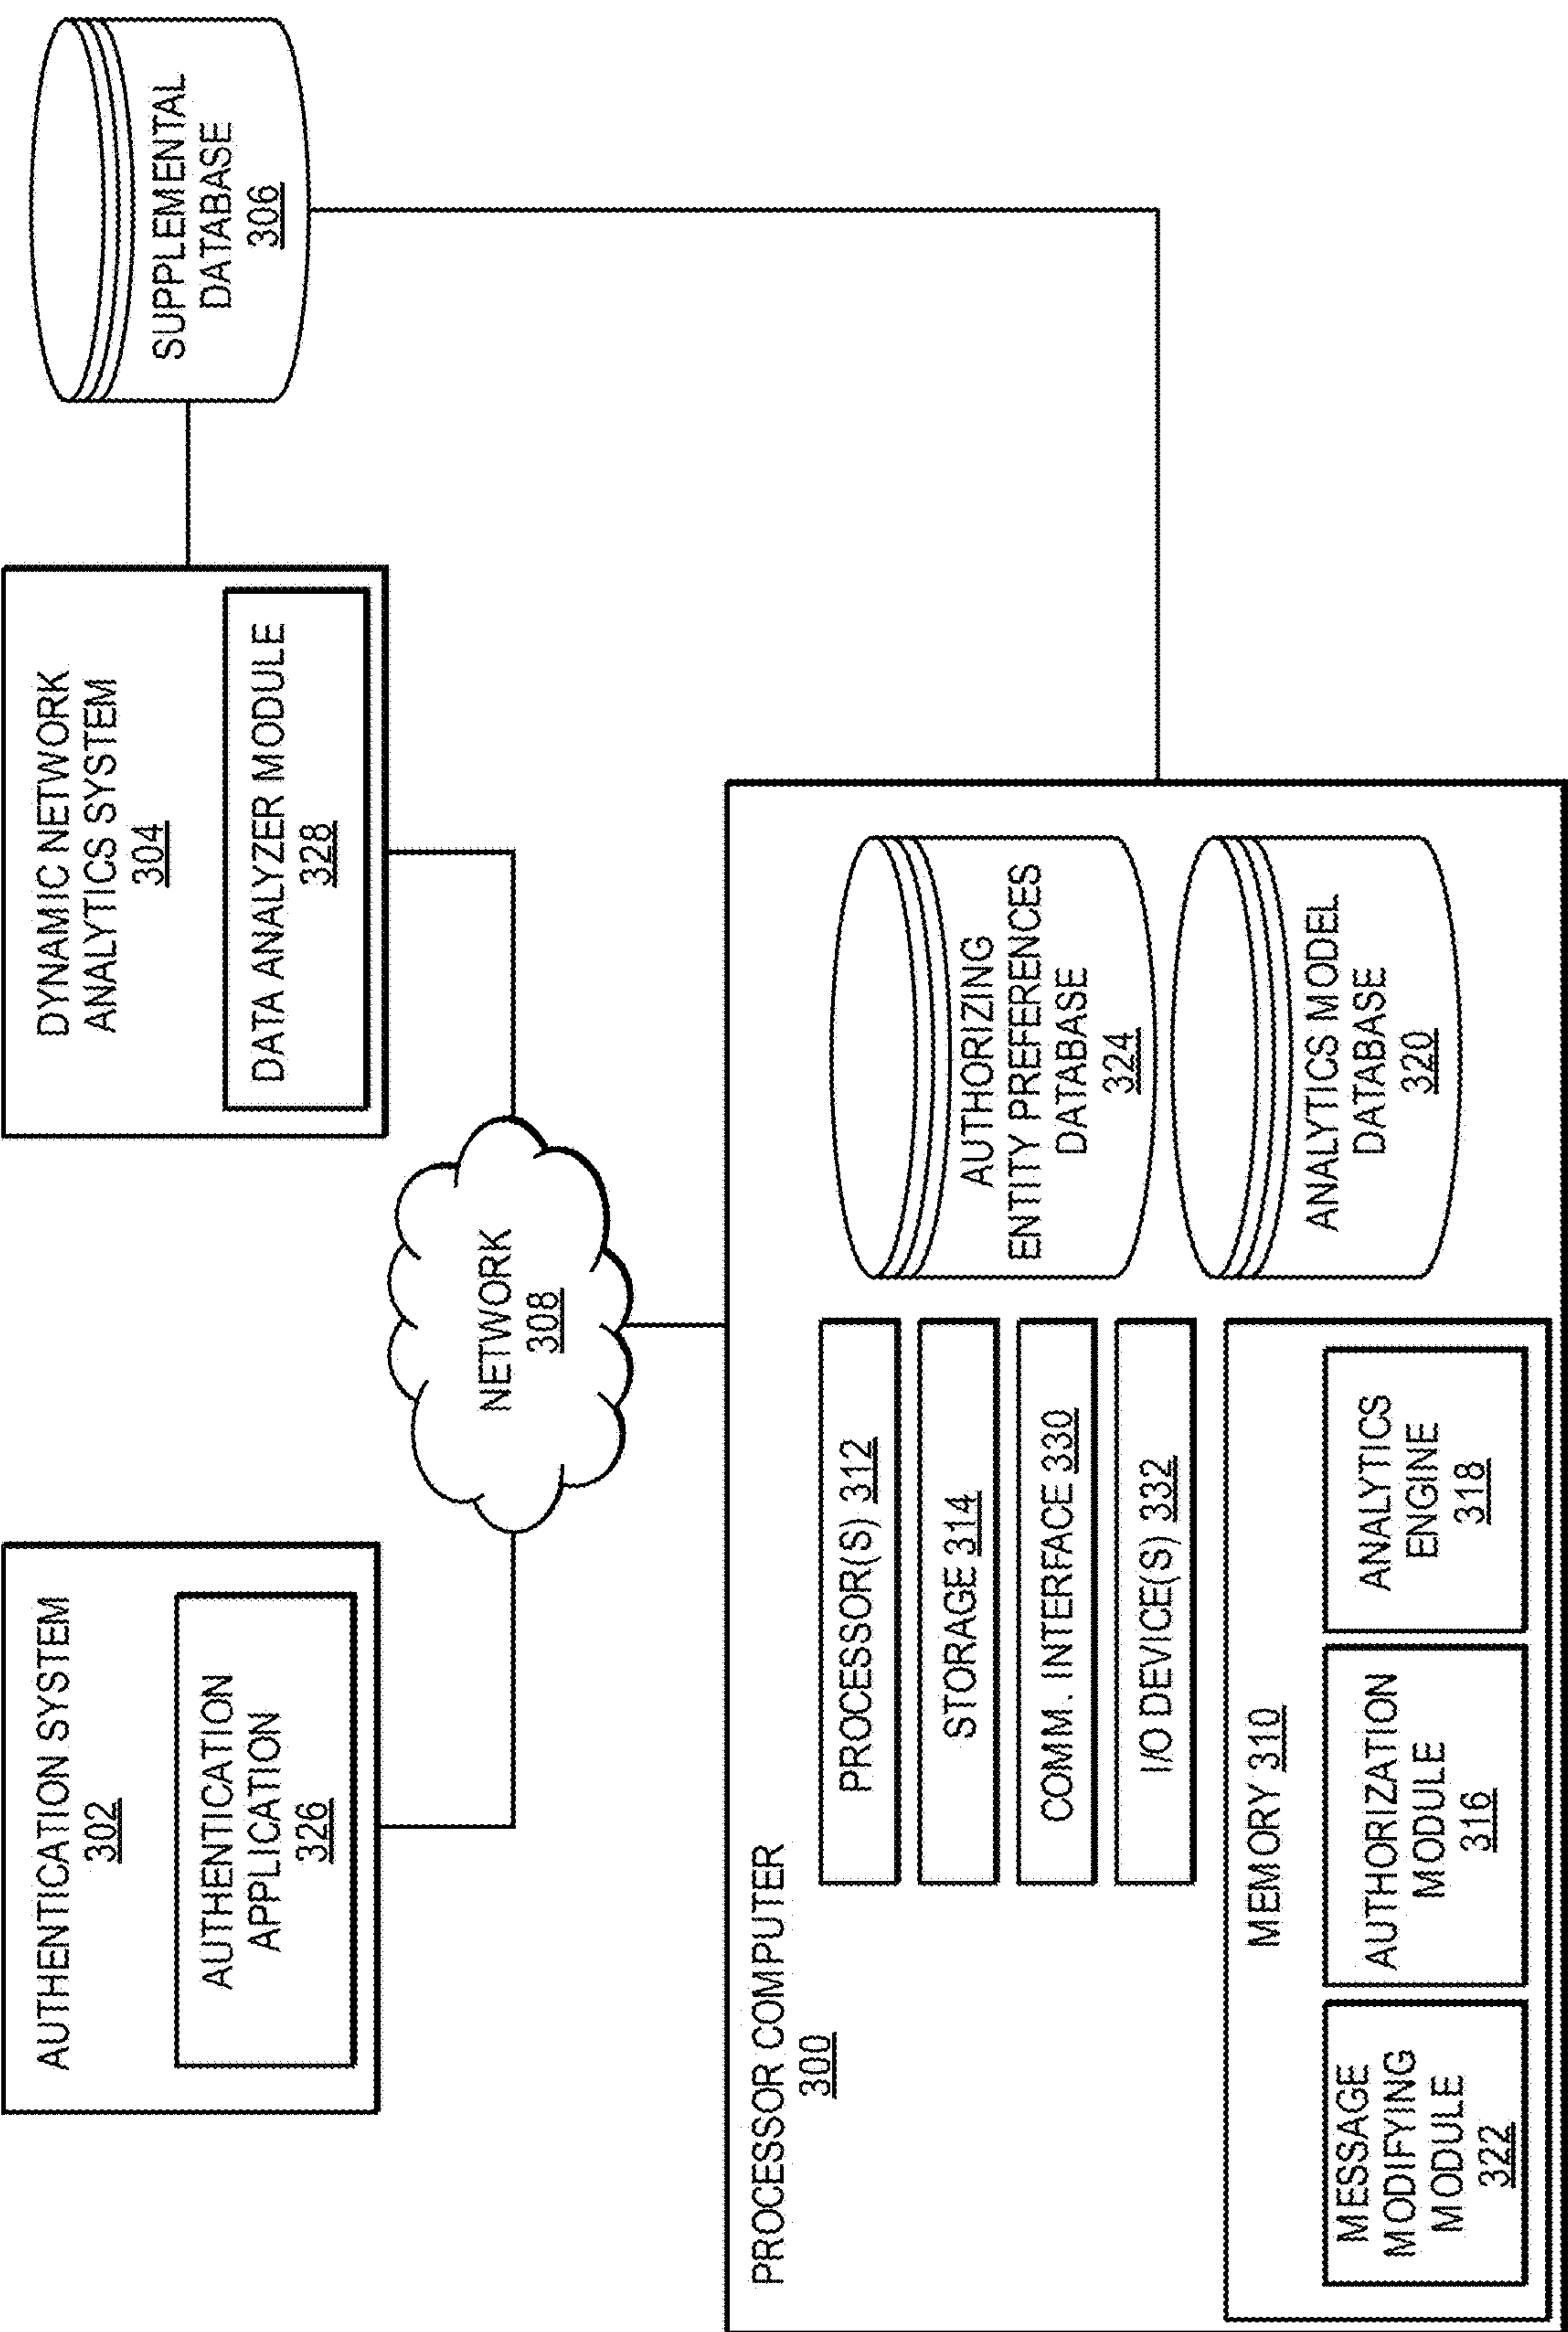 AUTHENTICATION SYSTEM
302
AUTHENTICATION
APPLICATION
326
DYNAMIC NETWORK
ANALYTICS SYSTEM
304
DATA ANALYZER MODULE
328
SUPPLEMENTAL
DATABASE
306
NETWORK
308
PROCESSOR COMPUTER
300
PROCESSOR(S) 312
STORAGE 314
COMM. INTERFACE 330
I/O DEVICE(S) 332
MEMORY 310
MESSAGE
MODIFYING
MODULE
322
AUTHORIZATION
MODULE
316
ANALYTICS
ENGINE
318
AUTHORIZING
ENTITY PREFERENCES
DATABASE
324
ANALYTICS MODEL
DATABASE
320